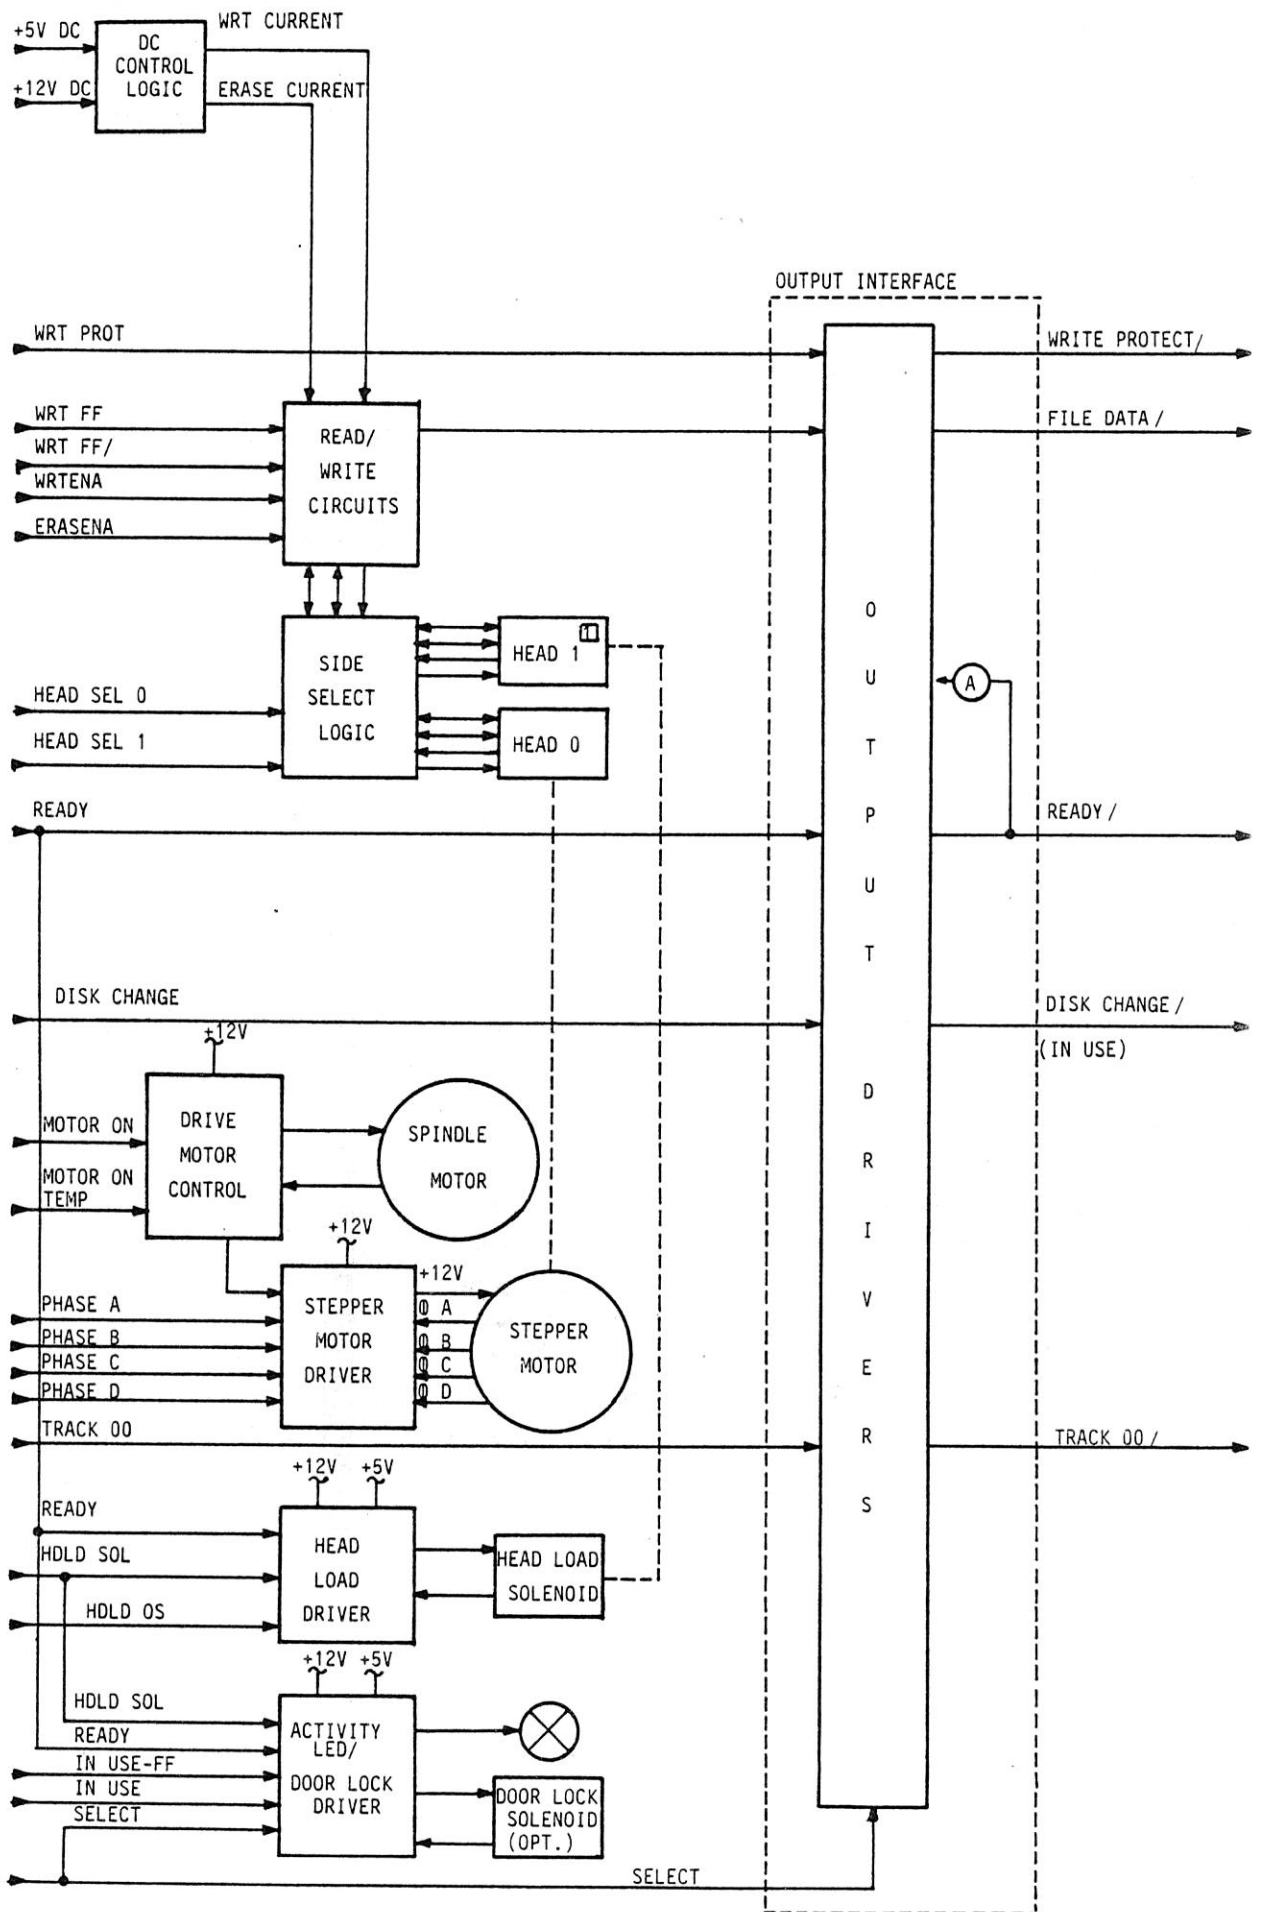 +5V DC
+12V DC
DC
CONTROL
LOGIC
WRT CURRENT
ERASE CURRENT
OUTPUT INTERFACE
WRT PROT
WRITE PROTECT/
WRT FF
WRT FF/
WRTENA
ERASENA
READ/
WRITE
CIRCUITS
FILE DATA /
HEAD SEL 0
HEAD SEL 1
SIDE
SELECT
LOGIC
HEAD 1
1
HEAD 0
A
READY
READY /
DISK CHANGE
DISK CHANGE /
(IN USE)
+12V
MOTOR ON
MOTOR ON
TEMP
DRIVE
MOTOR
CONTROL
SPINDLE
MOTOR
+12V
PHASE A
PHASE B
PHASE C
PHASE D
STEPPER
MOTOR
DRIVER
+12V
Φ A
Φ B
Φ C
Φ D
STEPPER
MOTOR
TRACK 00
TRACK 00 /
OUTPUT DRIVERS
+12V +5V
READY
HDLD SOL
HDLD OS
HEAD
LOAD
DRIVER
HEAD LOAD
SOLENOID
+12V +5V
HDLD SOL
READY
IN USE-FF
IN USE
SELECT
ACTIVITY
LED/
DOOR LOCK
DRIVER
DOOR LOCK
SOLENOID
(OPT.)
SELECT